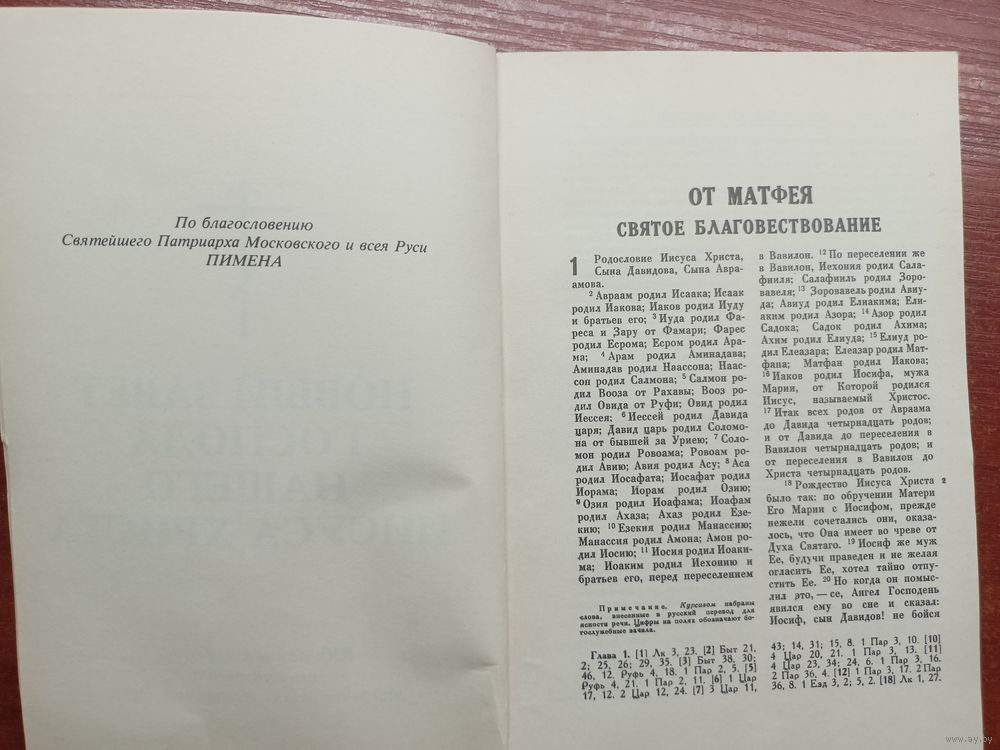 По благословению
Святейшего Патриарха Московского и всея Руси
ПИМЕНА
ОТ МАТФЕЯ
СВЯТОЕ БЛАГОВЕСТВОВАНИЕ
1 Родословие Иисуса Христа,
Сына Давидова, Сына Авра-
амова.
2 Авраам родил Исаака; Исаак
родил Иакова; Иаков родил Иуду
и братьев его; 3 Иуда родил Фа-
реса и Зару от Фамари; Фарес
родил Есрома; Есром родил Ара-
ма; 4 Арам родил Аминадава;
Аминадав родил Наассона; Наас-
сон родил Салмона; 5 Салмон ро-
дил Вооза от Рахавы; Вооз ро-
дил Овида от Руфи; Овид родил
Иессея; 6 Иессей родил Давида
царя; Давид царь родил Соломо-
на от бывшей за Уриею; 7 Соло-
мон родил Ровоама; Ровоам ро-
дил Авию; Авия родил Асу; 8 Аса
родил Иосафата; Иосафат родил
Иорама; Иорам родил Озию;
9 Озия родил Иоафама; Иоафам
родил Ахаза; Ахаз родил Езе-
кию; 10 Езекия родил Манассию;
Манассия родил Амона; Амон ро-
дил Иосию; 11 Иосия родил Иоаки-
ма; Иоаким родил Иехонию и
братьев его, перед переселением
Примечание. Курсивом набраны
слова, внесенные в русский перевод для
ясности речи. Цифры на полях обозначают бо-
гослужебные зачала.
в Вавилон. 12 По переселении же
в Вавилон, Иехония родил Сала-
фииля; Салафииль родил Зоро-
вавеля; 13 Зоровавель родил Авиу-
да; Авиуд родил Елиакима; Ели-
аким родил Азора; 14 Азор родил
Садока; Садок родил Ахима;
Ахим родил Елиуда; 15 Елиуд ро-
дил Елеазара; Елеазар родил Мат-
фана; Матфан родил Иакова;
16 Иаков родил Иосифа, мужа
Марии, от Которой родился
Иисус, называемый Христос.
17 Итак всех родов от Авраама
до Давида четырнадцать родов;
и от Давида до переселения в
Вавилон четырнадцать родов; и
от переселения в Вавилон до
Христа четырнадцать родов.
18 Рождество Иисуса Христа 2
было так: по обручении Матери
Его Марии с Иосифом, прежде
нежели сочетались они, оказа-
лось, что Она имеет во чреве от
Духа Святаго. 19 Иосиф же муж
Ее, будучи праведен и не желая
огласить Ее, хотел тайно отпу-
стить Ее. 20 Но когда он помыс-
лил это, — се, Ангел Господень
явился ему во сне и сказал:
Иосиф, сын Давидов! не бойся
Глава 1. [1] Лк 3, 23. [2] Быт 21,
2; 25, 26; 29, 35. [3] Быт 38, 30;
46, 12. Руфь 4, 18. 1 Пар 2, 5. [5]
Руфь 4, 21. 1 Пар 2, 11. [6] 1 Цар
17, 12. 2 Цар 12, 24. [7] 3 Цар 11,
43; 14, 31; 15, 8. 1 Пар 3, 10. [10]
4 Цар 20, 21. 1 Пар 3, 13. [11]
4 Цар 23, 34; 24, 6. 1 Пар 3, 16.
2 Пар 36, 4. [12] 1 Пар 3, 17. 2 Пар
36, 8. 1 Езд 3, 2; 5, 2. [18] Лк 1, 27.
www.ay.by